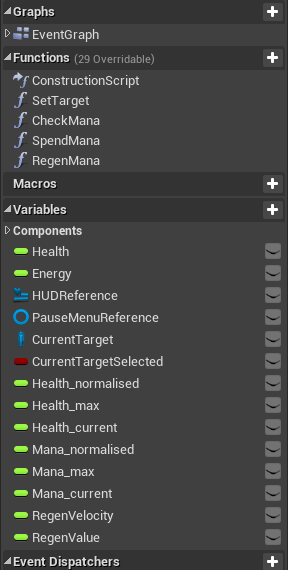 Graphs
EventGraph
Functions (29 Overridable)
ConstructionScript
SetTarget
CheckMana
SpendMana
RegenMana
Macros
Variables
Components
Health
Energy
HUDReference
PauseMenuReference
CurrentTarget
CurrentTargetSelected
Health_normalised
Health_max
Health_current
Mana_normalised
Mana_max
Mana_current
RegenVelocity
RegenValue
Event Dispatchers